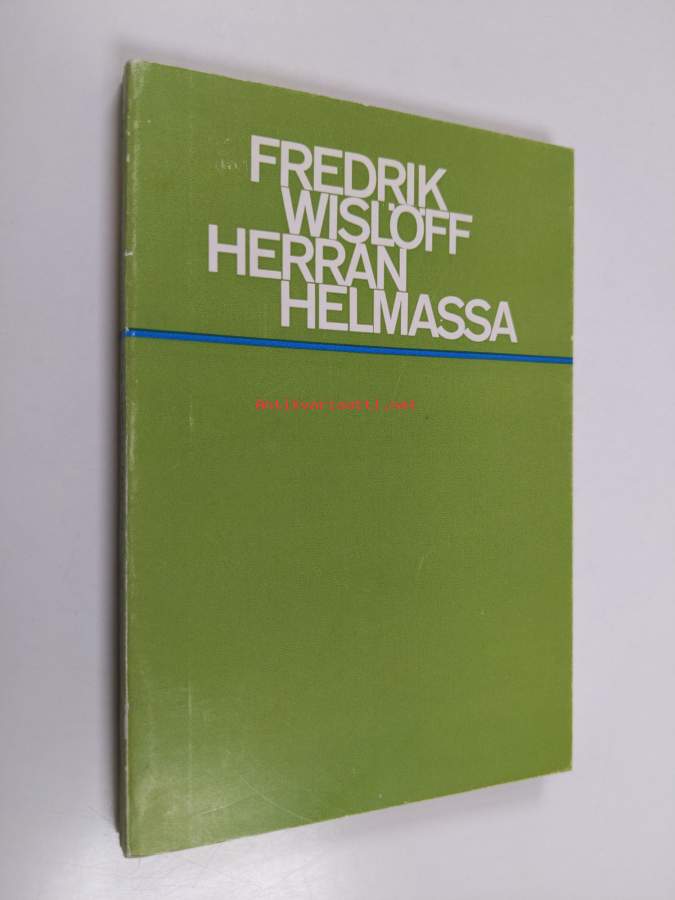 FREDRIK
WISLÖFF
HERRAN
HELMASSA
Antikvariaatti.net